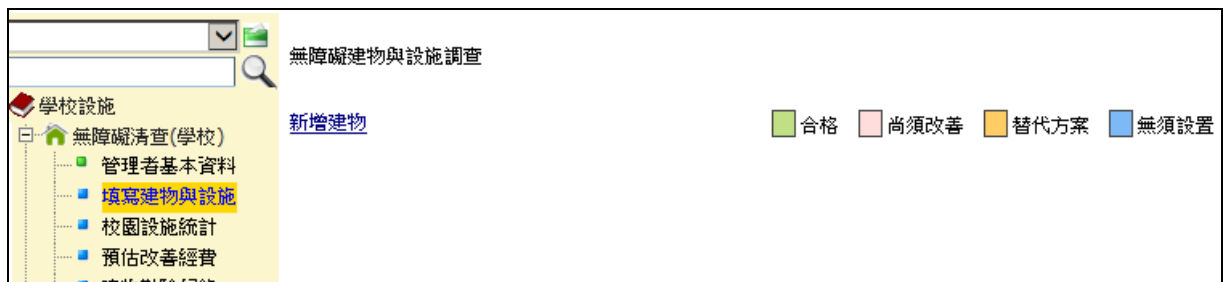 無障礙建物與設施調查
新增建物
合格 尚須改善 替代方案 無須設置
學校設施
無障礙清查(學校)
管理者基本資料
填寫建物與設施
校園設施統計
預估改善經費